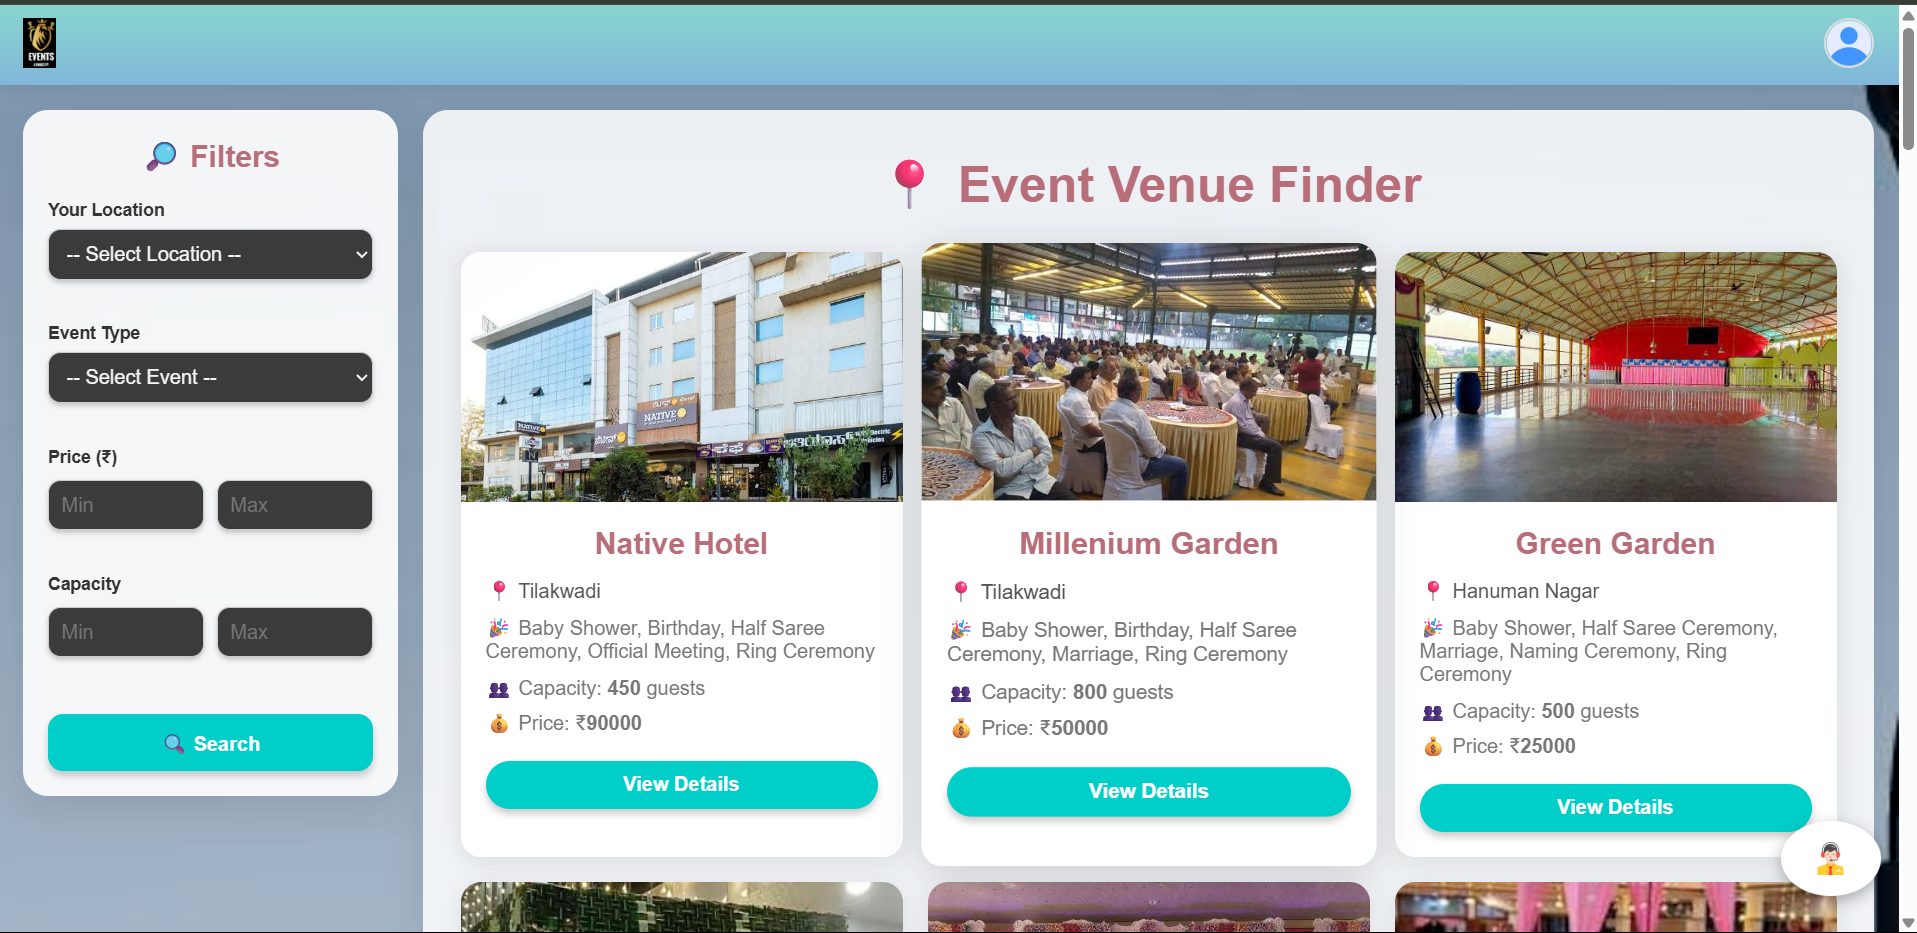 EVENTS
Filters
Your Location
-- Select Location --
Event Type
-- Select Event --
Price (₹)
Min
Max
Capacity
Min
Max
Search
Event Venue Finder
NATIVE
NATIVE
Native Hotel
Tilakwadi
Baby Shower, Birthday, Half Saree
Ceremony, Official Meeting, Ring Ceremony
Capacity: 450 guests
Price: ₹90000
View Details
Millenium Garden
Tilakwadi
Baby Shower, Birthday, Half Saree
Ceremony, Marriage, Ring Ceremony
Capacity: 800 guests
Price: ₹50000
View Details
Green Garden
Hanuman Nagar
Baby Shower, Half Saree Ceremony,
Marriage, Naming Ceremony, Ring
Ceremony
Capacity: 500 guests
Price: ₹25000
View Details